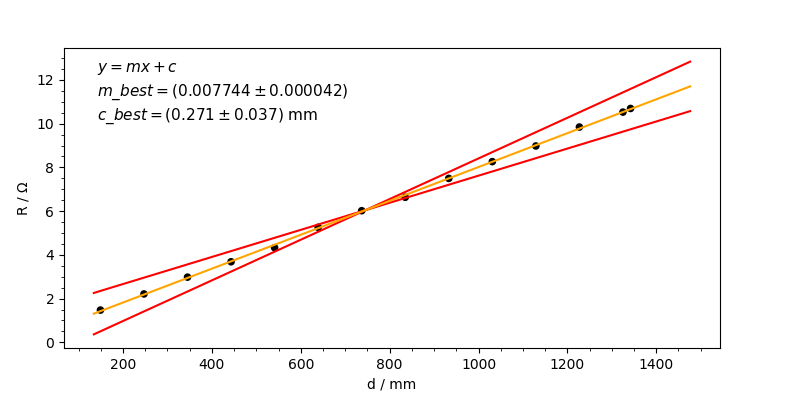 y = mx + c
m_best = (0.007744 ± 0.000042)
c_best = (0.271 ± 0.037) mm
12
10
8
6
4
2
0
R / Ω
200 400 600 800 1000 1200 1400
d / mm